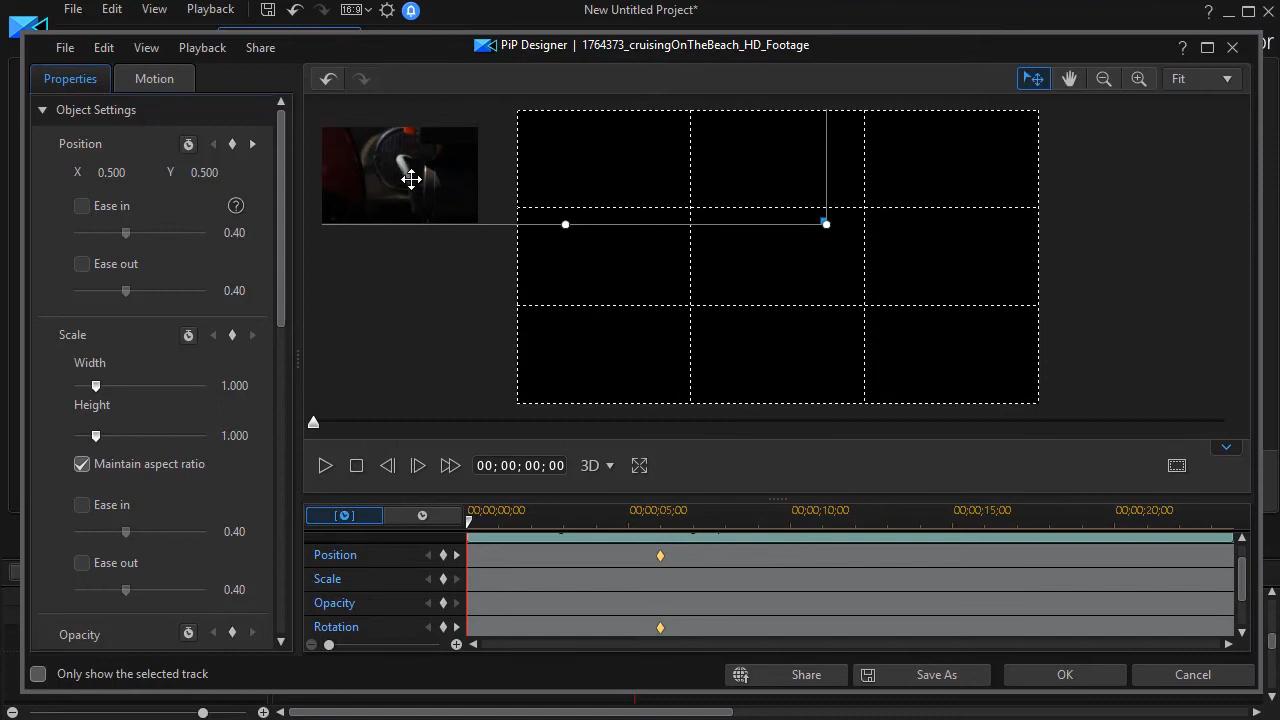 File Edit View Playback 16:9 New Untitled Project* ?
PiP Designer | 1764373_cruisingOnTheBeach_HD_Footage
File Edit View Playback Share ?
Properties Motion
Fit
Object Settings
Position
X 0.500 Y 0.500
Ease in ?
0.40
Ease out
0.40
Scale
Width
1.000
Height
1.000
Maintain aspect ratio
Ease in
0.40
Ease out
0.40
Opacity
00; 00; 00; 00 3D
00;00;00;00 00;00;05;00 00;00;10;00 00;00;15;00 00;00;20;00
Position
Scale
Opacity
Rotation
Only show the selected track
Share Save As OK Cancel